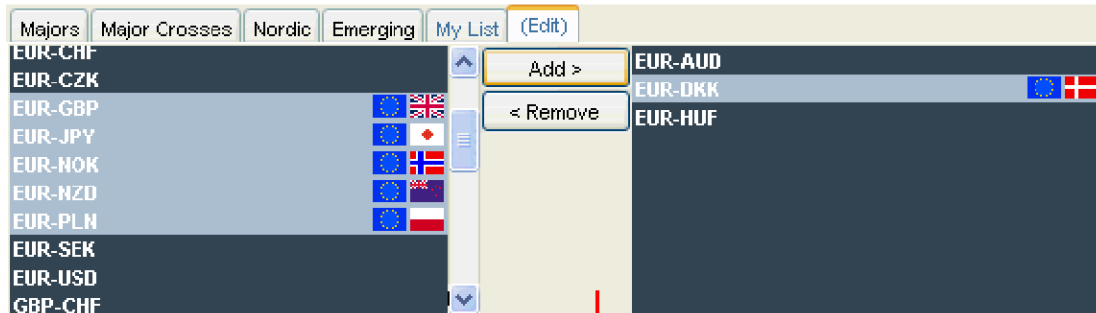 Majors Major Crosses Nordic Emerging My List (Edit)
EUR-CHF
EUR-CZK
EUR-GBP
EUR-JPY
EUR-NOK
EUR-NZD
EUR-PLN
EUR-SEK
EUR-USD
GBP-CHF
Add >
< Remove
EUR-AUD
EUR-DKK
EUR-HUF